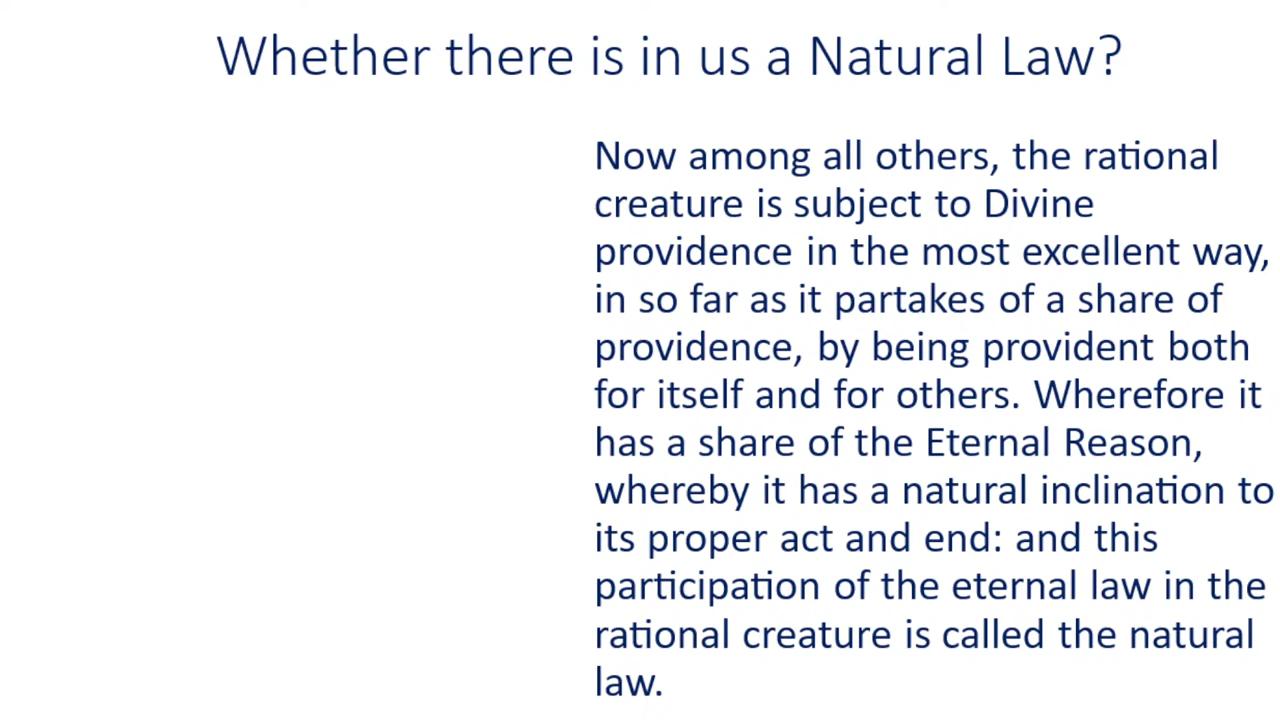 Whether there is in us a Natural Law?
Now among all others, the rational
creature is subject to Divine
providence in the most excellent way,
in so far as it partakes of a share of
providence, by being provident both
for itself and for others. Wherefore it
has a share of the Eternal Reason,
whereby it has a natural inclination to
its proper act and end: and this
participation of the eternal law in the
rational creature is called the natural
law.